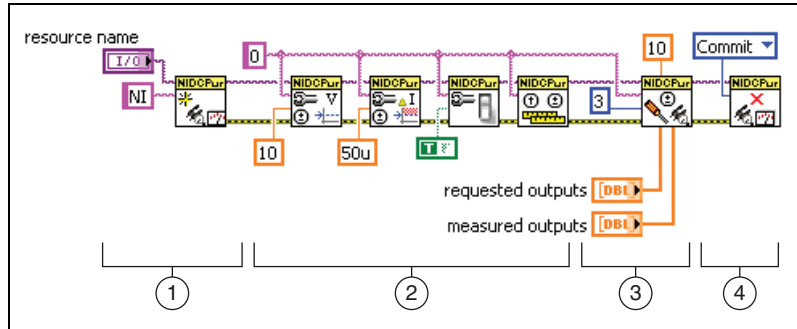 resource name
I/O
NI
0
10
Commit
NIDCPwr
NIDCPwr
NIDCPwr
NIDCPwr
NIDCPwr
NIDCPwr
NIDCPwr
V
I
3
10
50u
T
requested outputs [DBL]
measured outputs [DBL]
1
2
3
4